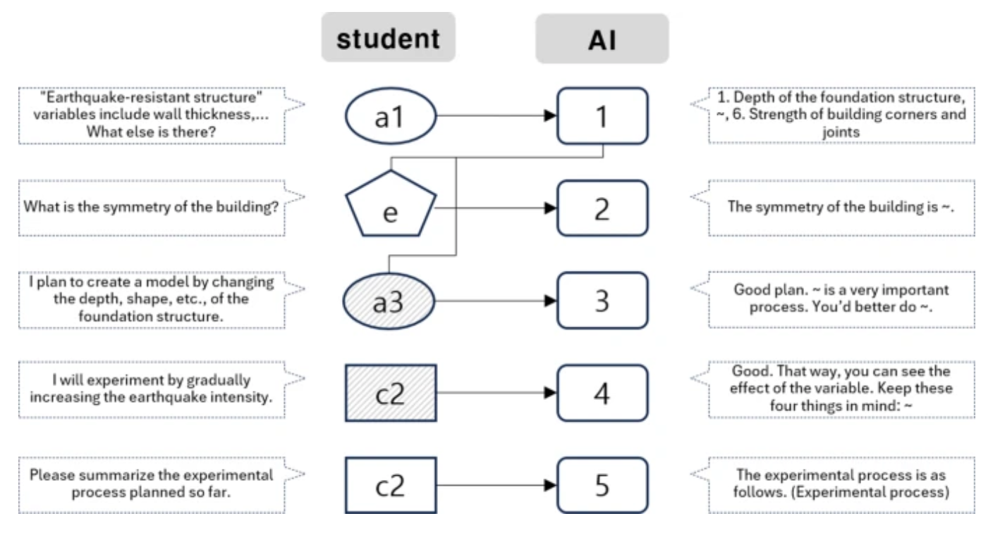 student
AI
"Earthquake-resistant structure"
variables include wall thickness,...
What else is there?
a1
1
1. Depth of the foundation structure,
~, 6. Strength of building corners and
joints
What is the symmetry of the building?
e
2
The symmetry of the building is ~.
I plan to create a model by changing
the depth, shape, etc., of the
foundation structure.
a3
3
Good plan. ~ is a very important
process. You'd better do ~.
I will experiment by gradually
increasing the earthquake intensity.
c2
4
Good. That way, you can see the
effect of the variable. Keep these
four things in mind: ~
Please summarize the experimental
process planned so far.
c2
5
The experimental process is as
follows. (Experimental process)